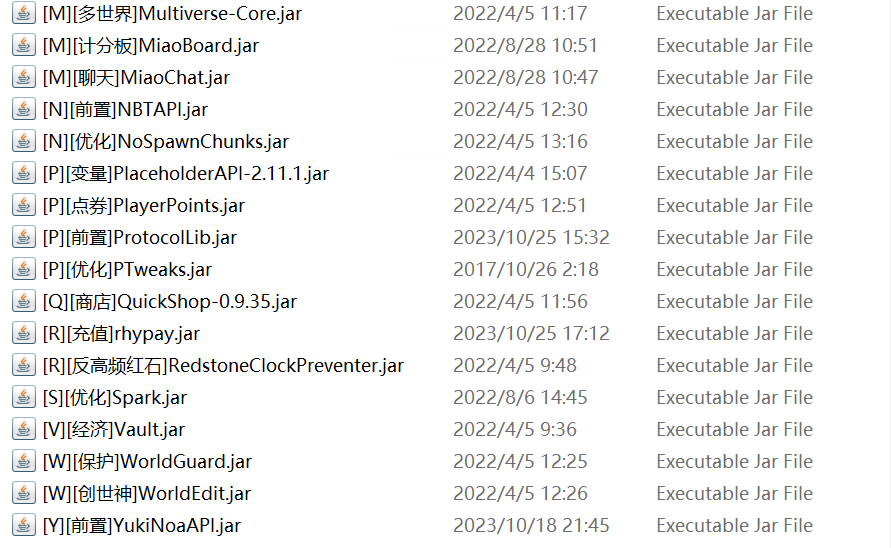 [M][多世界]Multiverse-Core.jar 2022/4/5 11:17 Executable Jar File
[M][计分板]MiaoBoard.jar 2022/8/28 10:51 Executable Jar File
[M][聊天]MiaoChat.jar 2022/8/28 10:47 Executable Jar File
[N][前置]NBTAPI.jar 2022/4/5 12:30 Executable Jar File
[N][优化]NoSpawnChunks.jar 2022/4/5 13:16 Executable Jar File
[P][变量]PlaceholderAPI-2.11.1.jar 2022/4/4 15:07 Executable Jar File
[P][点券]PlayerPoints.jar 2022/4/5 12:51 Executable Jar File
[P][前置]ProtocolLib.jar 2023/10/25 15:32 Executable Jar File
[P][优化]PTweaks.jar 2017/10/26 2:18 Executable Jar File
[Q][商店]QuickShop-0.9.35.jar 2022/4/5 11:56 Executable Jar File
[R][充值]rhypay.jar 2023/10/25 17:12 Executable Jar File
[R][反高频红石]RedstoneClockPreventer.jar 2022/4/5 9:48 Executable Jar File
[S][优化]Spark.jar 2022/8/6 14:45 Executable Jar File
[V][经济]Vault.jar 2022/4/5 9:36 Executable Jar File
[W][保护]WorldGuard.jar 2022/4/5 12:25 Executable Jar File
[W][创世神]WorldEdit.jar 2022/4/5 12:26 Executable Jar File
[Y][前置]YukiNoaAPI.jar 2023/10/18 21:45 Executable Jar File